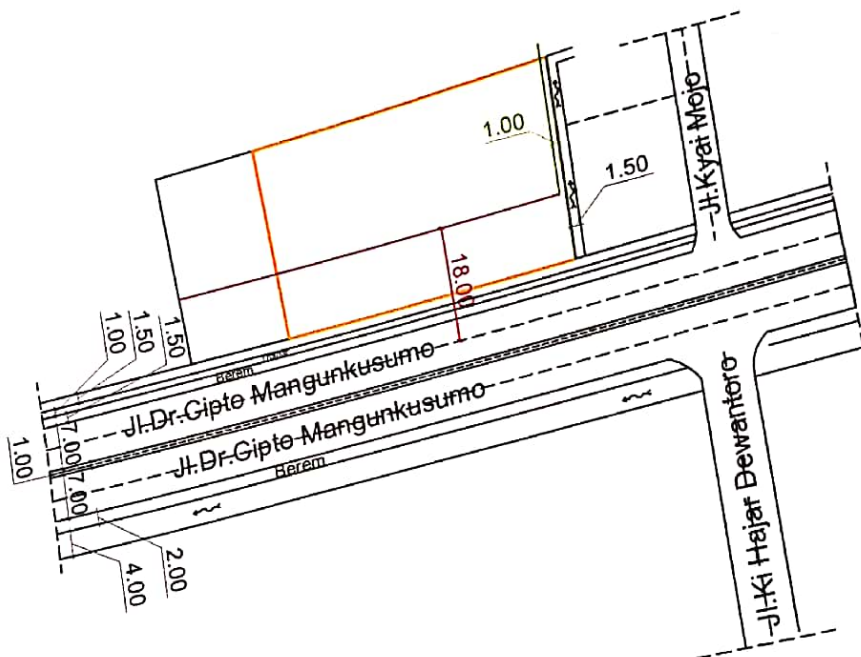 Jl.Kyai Mojo
1.00
1.50
18.00
1.00
1.50
1.50
Berem
Jl.Dr.Cipto Mangunkusumo
1.00
7.00
7.00
Jl.Dr.Cipto Mangunkusumo
Berem
2.00
4.00
Jl.Ki Hajar Dewantoro